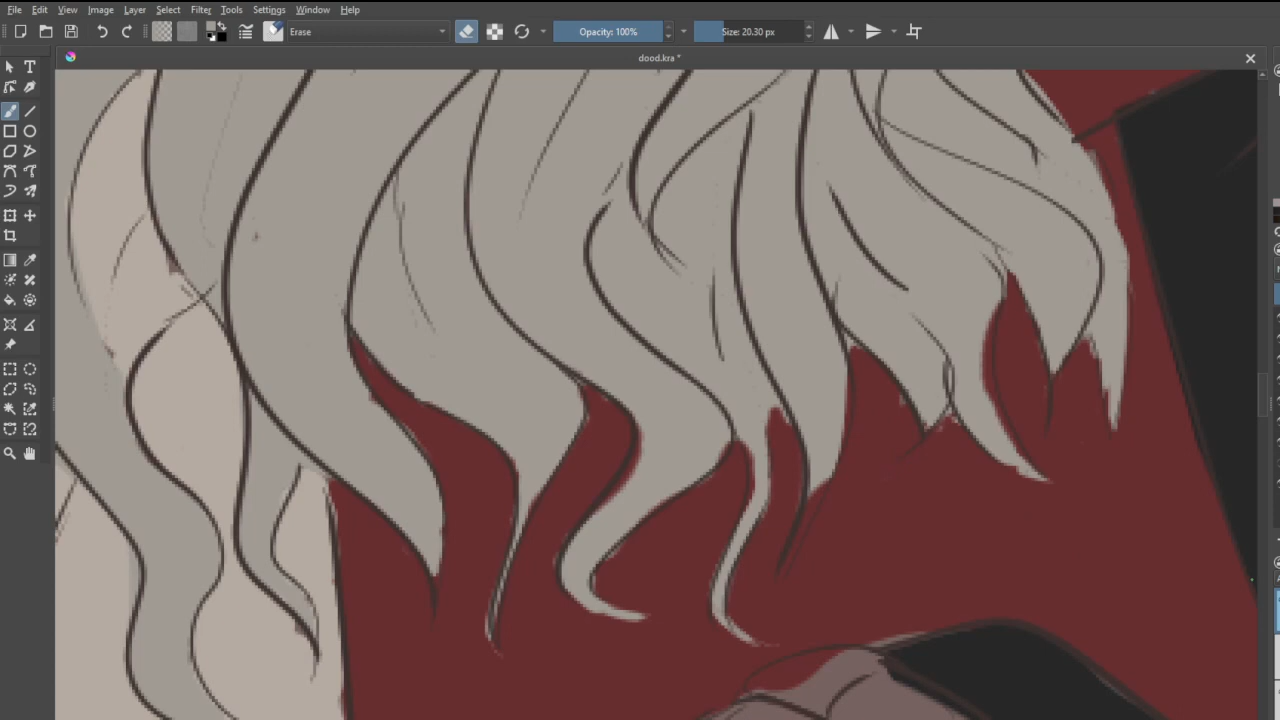 File Edit View Image Layer Select Filter Tools Settings Window Help
Erase Opacity: 100% Size: 20.30 px
dood.kra *